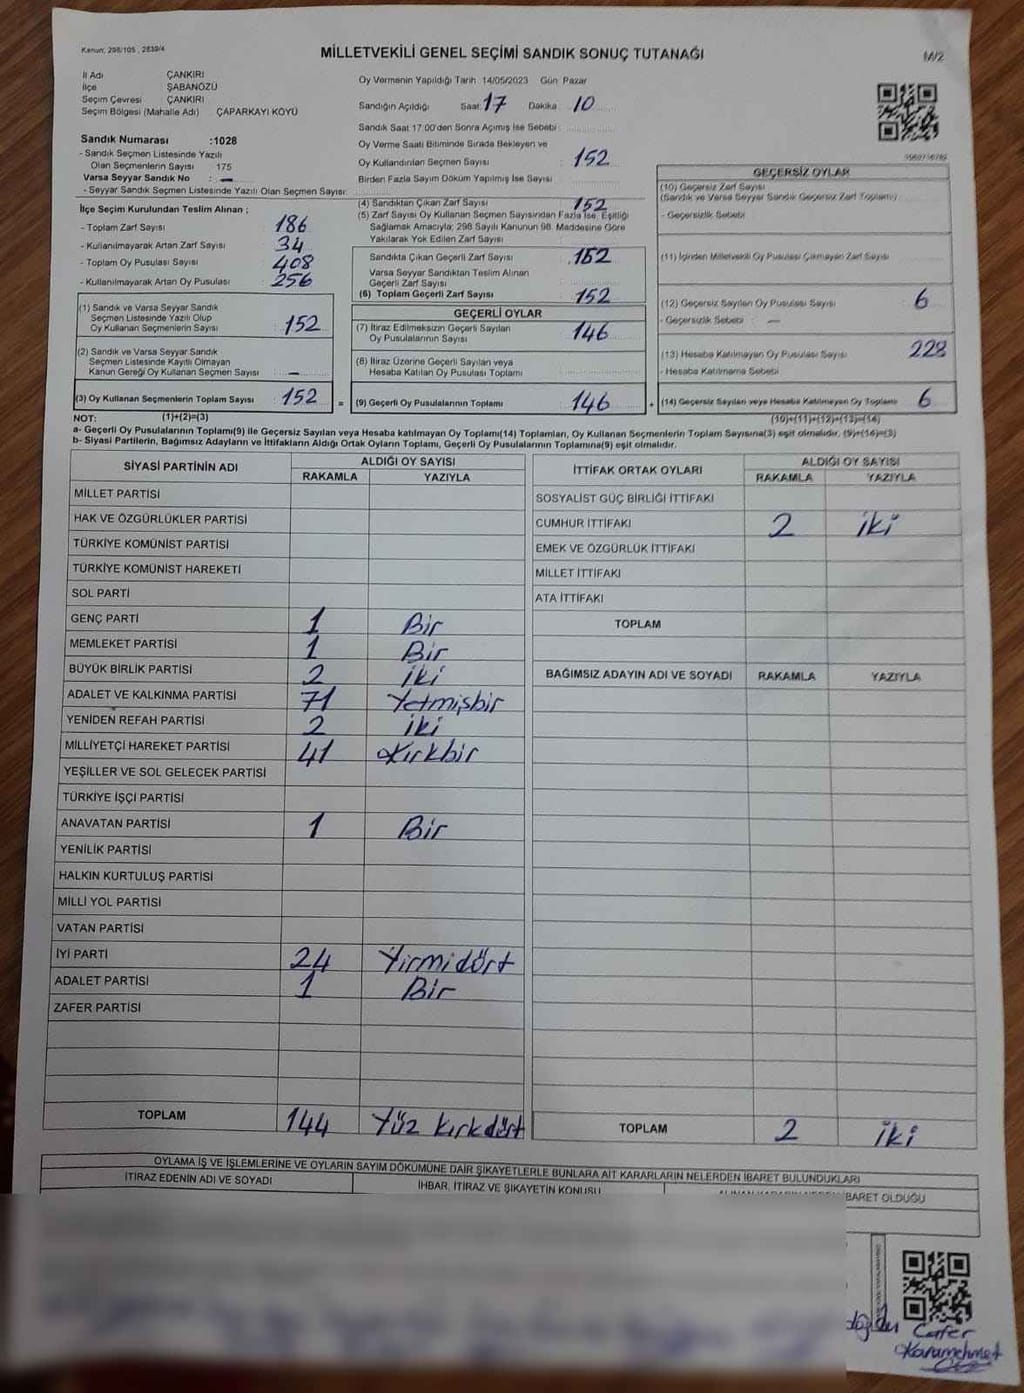 Kanun: 298/105, 2839/4
MİLLETVEKİLİ GENEL SEÇİMİ SANDIK SONUÇ TUTANAĞI
M/2
İl Adı ÇANKIRI
İlçe ŞABANÖZÜ
Seçim Çevresi ÇANKIRI
Seçim Bölgesi (Mahalle Adı) ÇAPARKAYI KÖYÜ
Sandık Numarası :1028
- Sandık Seçmen Listesinde Yazılı
Olan Seçmenlerin Sayısı 175
Varsa Seyyar Sandık No : —
- Seyyar Sandık Seçmen Listesinde Yazılı Olan Seçmen Sayısı:
Oy Vermenin Yapıldığı Tarih 14/05/2023 Gün Pazar
Sandığın Açıldığı Saat 17 Dakika 10
Sandık Saat 17:00'den Sonra Açılmış İse Sebebi :
Oy Verme Saati Bitiminde Sırada Bekleyen ve
Oy Kullandırılan Seçmen Sayısı : 152
Birden Fazla Sayım Döküm Yapılmış İse Sayısı :
İlçe Seçim Kurulundan Teslim Alınan ;
- Toplam Zarf Sayısı 186
- Kullanılmayarak Artan Zarf Sayısı 34
- Toplam Oy Pusulası Sayısı 408
- Kullanılmayarak Artan Oy Pusulası 256
(1) Sandık ve Varsa Seyyar Sandık
Seçmen Listesinde Yazılı Olup
Oy Kullanan Seçmenlerin Sayısı 152
(2) Sandık ve Varsa Seyyar Sandık
Seçmen Listesinde Kayıtlı Olmayan
Kanun Gereği Oy Kullanan Seçmen Sayısı —
(3) Oy Kullanan Seçmenlerin Toplam Sayısı 152 =
(1)+(2)=(3)
(4) Sandıktan Çıkan Zarf Sayısı 152
(5) Zarf Sayısı Oy Kullanan Seçmen Sayısından Fazla İse, Eşitliği
Sağlamak Amacıyla; 298 Sayılı Kanunun 98. Maddesine Göre
Yakılarak Yok Edilen Zarf Sayısı
Sandıkta Çıkan Geçerli Zarf Sayısı 152
Varsa Seyyar Sandıktan Teslim Alınan
Geçerli Zarf Sayısı
(6) Toplam Geçerli Zarf Sayısı 152
GEÇERLİ OYLAR
(7) İtiraz Edilmeksizin Geçerli Sayılan
Oy Pusulalarının Sayısı 146
(8) İtiraz Üzerine Geçerli Sayılan veya
Hesaba Katılan Oy Pusulası Toplamı
(9) Geçerli Oy Pusulalarının Toplamı 146 +
GEÇERSİZ OYLAR
(10) Geçersiz Zarf Sayısı
(Sandık ve Varsa Seyyar Sandık Geçersiz Zarf Toplamı)
- Geçersizlik Sebebi
(11) İçinden Milletvekili Oy Pusulası Çıkmayan Zarf Sayısı
(12) Geçersiz Sayılan Oy Pusulası Sayısı 6
- Geçersizlik Sebebi : —
(13) Hesaba Katılmayan Oy Pusulası Sayısı 228
- Hesaba Katılmama Sebebi
(14) Geçersiz Sayılan veya Hesaba Katılmayan Oy Toplamı 6
(10)+(11)+(12)+(13)=(14)
NOT:
a- Geçerli Oy Pusulalarının Toplamı(9) ile Geçersiz Sayılan veya Hesaba katılmayan Oy Toplamı(14) Toplamları, Oy Kullanan Seçmenlerin Toplam Sayısına(3) eşit olmalıdır. (9)+(14)=(3)
b- Siyasi Partilerin, Bağımsız Adayların ve İttifakların Aldığı Ortak Oyların Toplamı, Geçerli Oy Pusulalarının Toplamına(9) eşit olmalıdır.
SİYASİ PARTİNİN ADI ALDIĞI OY SAYISI
RAKAMLA YAZIYLA
MİLLET PARTİSİ
HAK VE ÖZGÜRLÜKLER PARTİSİ
TÜRKİYE KOMÜNİST PARTİSİ
TÜRKİYE KOMÜNİST HAREKETİ
SOL PARTİ
GENÇ PARTİ 1 Bir
MEMLEKET PARTİSİ 1 Bir
BÜYÜK BİRLİK PARTİSİ 2 iki
ADALET VE KALKINMA PARTİSİ 71 Yetmişbir
YENİDEN REFAH PARTİSİ 2 iki
MİLLİYETÇİ HAREKET PARTİSİ 41 Kırkbir
YEŞİLLER VE SOL GELECEK PARTİSİ
TÜRKİYE İŞÇİ PARTİSİ
ANAVATAN PARTİSİ 1 Bir
YENİLİK PARTİSİ
HALKIN KURTULUŞ PARTİSİ
MİLLİ YOL PARTİSİ
VATAN PARTİSİ
İYİ PARTİ 24 Yirmidört
ADALET PARTİSİ 1 Bir
ZAFER PARTİSİ
TOPLAM 144 Yüz kırkdört
İTTİFAK ORTAK OYLARI ALDIĞI OY SAYISI
RAKAMLA YAZIYLA
SOSYALİST GÜÇ BİRLİĞİ İTTİFAKI
CUMHUR İTTİFAKI 2 iki
EMEK VE ÖZGÜRLÜK İTTİFAKI
MİLLET İTTİFAKI
ATA İTTİFAKI
TOPLAM
BAĞIMSIZ ADAYIN ADI VE SOYADI RAKAMLA YAZIYLA
TOPLAM 2 iki
OYLAMA İŞ VE İŞLEMLERİNE VE OYLARIN SAYIM DÖKÜMÜNE DAİR ŞİKAYETLERLE BUNLARA AİT KARARLARIN NELERDEN İBARET BULUNDUKLARI
İTİRAZ EDENİN ADI VE SOYADI
İHBAR, İTİRAZ VE ŞİKAYETİN KONUSU
İBARET OLDUĞU
Cafer
Karamehmet